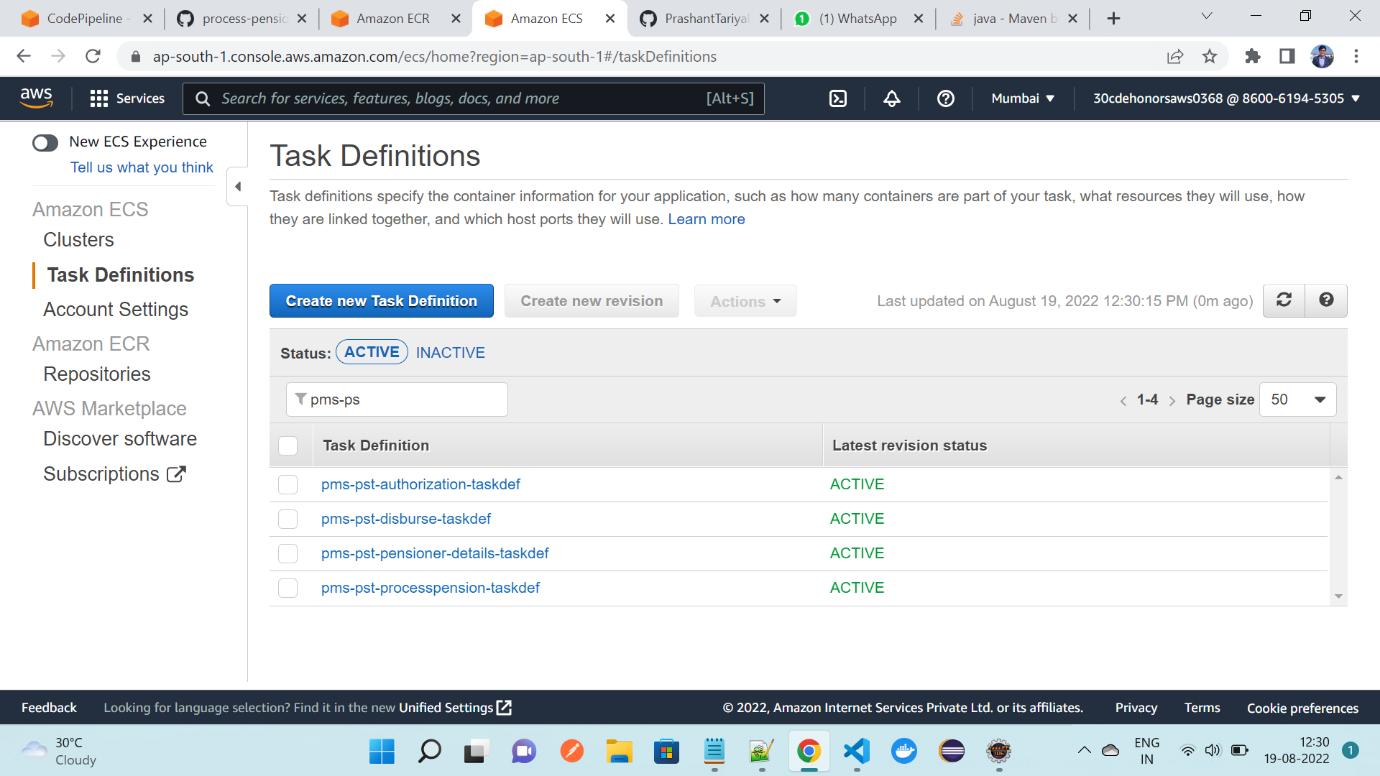 CodePipeline -
process-pensio
Amazon ECR
Amazon ECS
PrashantTariyal
(1) WhatsApp
java - Maven b
ap-south-1.console.aws.amazon.com/ecs/home?region=ap-south-1#/taskDefinitions
aws
Services
Search for services, features, blogs, docs, and more
[Alt+S]
Mumbai
30cdehonorsaws0368 @ 8600-6194-5305
New ECS Experience
Tell us what you think
Amazon ECS
Clusters
Task Definitions
Account Settings
Amazon ECR
Repositories
AWS Marketplace
Discover software
Subscriptions
Task Definitions
Task definitions specify the container information for your application, such as how many containers are part of your task, what resources they will use, how
they are linked together, and which host ports they will use. Learn more
Create new Task Definition
Create new revision
Actions
Last updated on August 19, 2022 12:30:15 PM (0m ago)
Status: ACTIVE INACTIVE
pms-ps
1-4
Page size
50
Task Definition
Latest revision status
pms-pst-authorization-taskdef
ACTIVE
pms-pst-disburse-taskdef
ACTIVE
pms-pst-pensioner-details-taskdef
ACTIVE
pms-pst-processpension-taskdef
ACTIVE
Feedback
Looking for language selection? Find it in the new Unified Settings
© 2022, Amazon Internet Services Private Ltd. or its affiliates.
Privacy
Terms
Cookie preferences
30°C
Cloudy
ENG
IN
12:30
19-08-2022
1